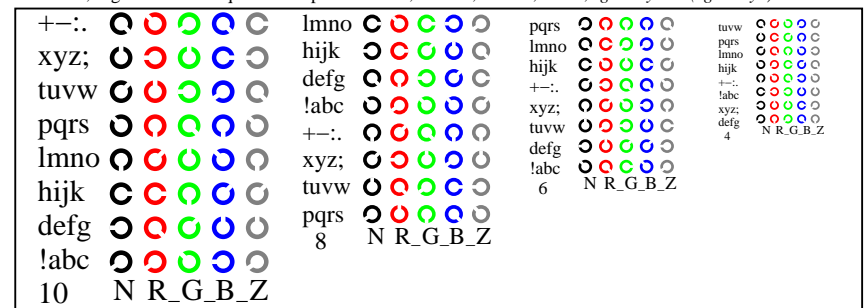 +−:.
xyz;
tuvw
pqrs
lmno
hijk
defg
!abc
10 N R_G_B_Z
lmno
hijk
defg
!abc
+−:.
xyz;
tuvw
pqrs
8 N R_G_B_Z
pqrs
lmno
hijk
+−:.
xyz;
tuvw
defg
!abc
6 N R_G_B_Z
tuvw
pqrs
lmno
hijk
+−:.
!abc
xyz;
defg
4 N R_G_B_Z